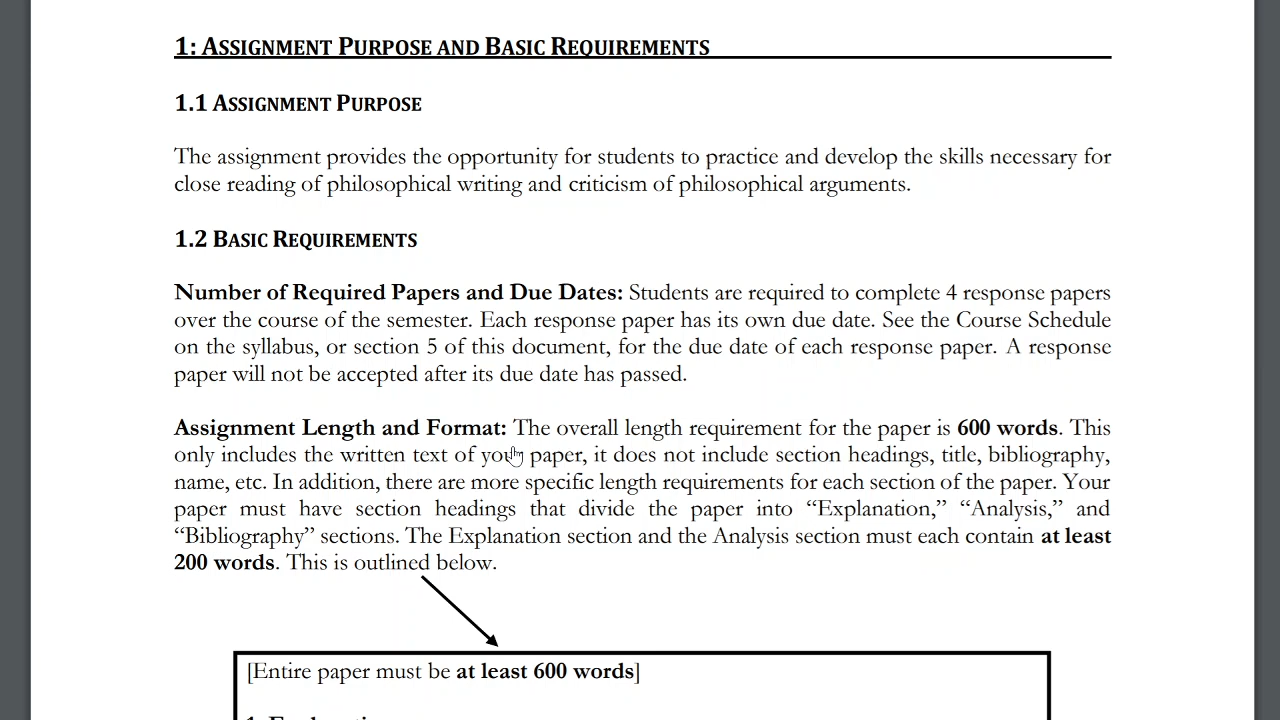 1: ASSIGNMENT PURPOSE AND BASIC REQUIREMENTS
1.1 ASSIGNMENT PURPOSE
The assignment provides the opportunity for students to practice and develop the skills necessary for
close reading of philosophical writing and criticism of philosophical arguments.
1.2 BASIC REQUIREMENTS
Number of Required Papers and Due Dates: Students are required to complete 4 response papers
over the course of the semester. Each response paper has its own due date. See the Course Schedule
on the syllabus, or section 5 of this document, for the due date of each response paper. A response
paper will not be accepted after its due date has passed.
Assignment Length and Format: The overall length requirement for the paper is 600 words. This
only includes the written text of your paper, it does not include section headings, title, bibliography,
name, etc. In addition, there are more specific length requirements for each section of the paper. Your
paper must have section headings that divide the paper into “Explanation,” “Analysis,” and
“Bibliography” sections. The Explanation section and the Analysis section must each contain at least
200 words. This is outlined below.
[Entire paper must be at least 600 words]